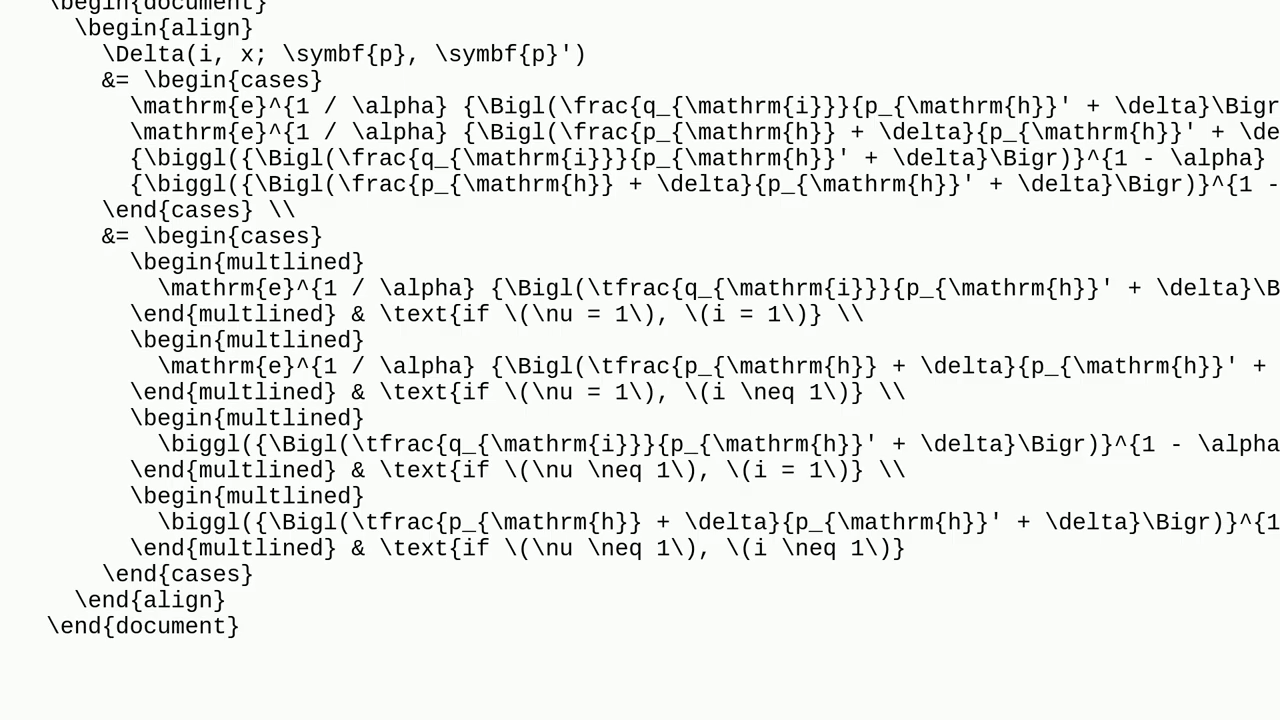 \begin{document}
\begin{align}
\Delta(i, x; \symbf{p}, \symbf{p}')
&= \begin{cases}
\mathrm{e}^{1 / \alpha} {\Bigl(\frac{q_{\mathrm{i}}}{p_{\mathrm{h}}' + \delta}\Bigr
\mathrm{e}^{1 / \alpha} {\Bigl(\frac{p_{\mathrm{h}} + \delta}{p_{\mathrm{h}}' + \de
{\biggl({\Bigl(\frac{q_{\mathrm{i}}}{p_{\mathrm{h}}' + \delta}\Bigr)}^{1 - \alpha}
{\biggl({\Bigl(\frac{p_{\mathrm{h}} + \delta}{p_{\mathrm{h}}' + \delta}\Bigr)}^{1 -
\end{cases} \\
&= \begin{cases}
\begin{multlined}
\mathrm{e}^{1 / \alpha} {\Bigl(\tfrac{q_{\mathrm{i}}}{p_{\mathrm{h}}' + \delta}\B
\end{multlined} & \text{if \(\nu = 1\), \(i = 1\)} \\
\begin{multlined}
\mathrm{e}^{1 / \alpha} {\Bigl(\tfrac{p_{\mathrm{h}} + \delta}{p_{\mathrm{h}}' +
\end{multlined} & \text{if \(\nu = 1\), \(i \neq 1\)} \\
\begin{multlined}
\biggl({\Bigl(\tfrac{q_{\mathrm{i}}}{p_{\mathrm{h}}' + \delta}\Bigr)}^{1 - \alpha
\end{multlined} & \text{if \(\nu \neq 1\), \(i = 1\)} \\
\begin{multlined}
\biggl({\Bigl(\tfrac{p_{\mathrm{h}} + \delta}{p_{\mathrm{h}}' + \delta}\Bigr)}^{1
\end{multlined} & \text{if \(\nu \neq 1\), \(i \neq 1\)}
\end{cases}
\end{align}
\end{document}